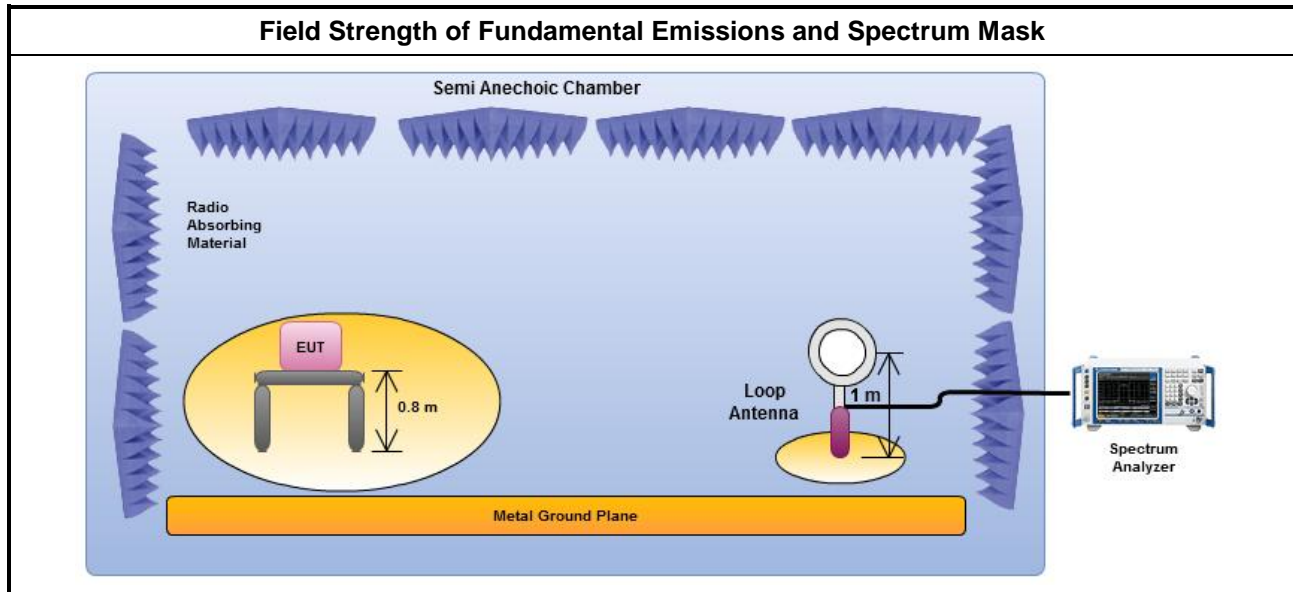 Field Strength of Fundamental Emissions and Spectrum Mask
Semi Anechoic Chamber
Radio
Absorbing
Material
EUT
0.8 m
Loop
Antenna
1 m
Spectrum
Analyzer
Metal Ground Plane